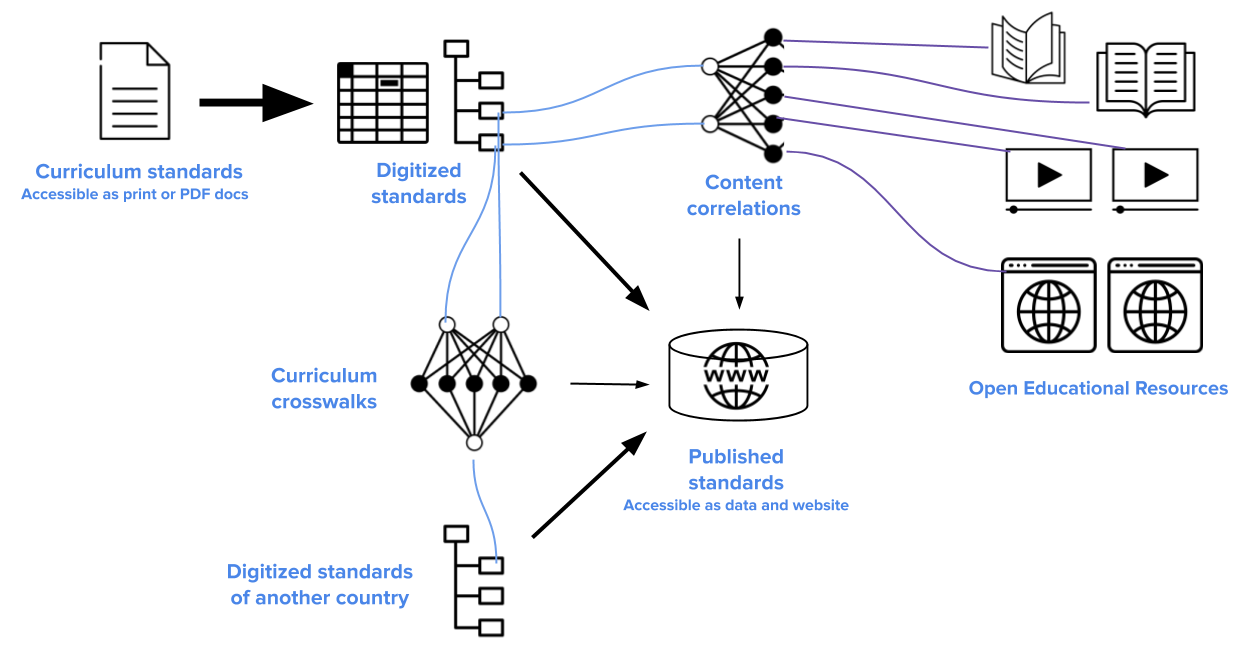 Curriculum standards
Accessible as print or PDF docs
Digitized
standards
Content
correlations
Open Educational Resources
Curriculum
crosswalks
www
Published
standards
Accessible as data and website
Digitized standards
of another country